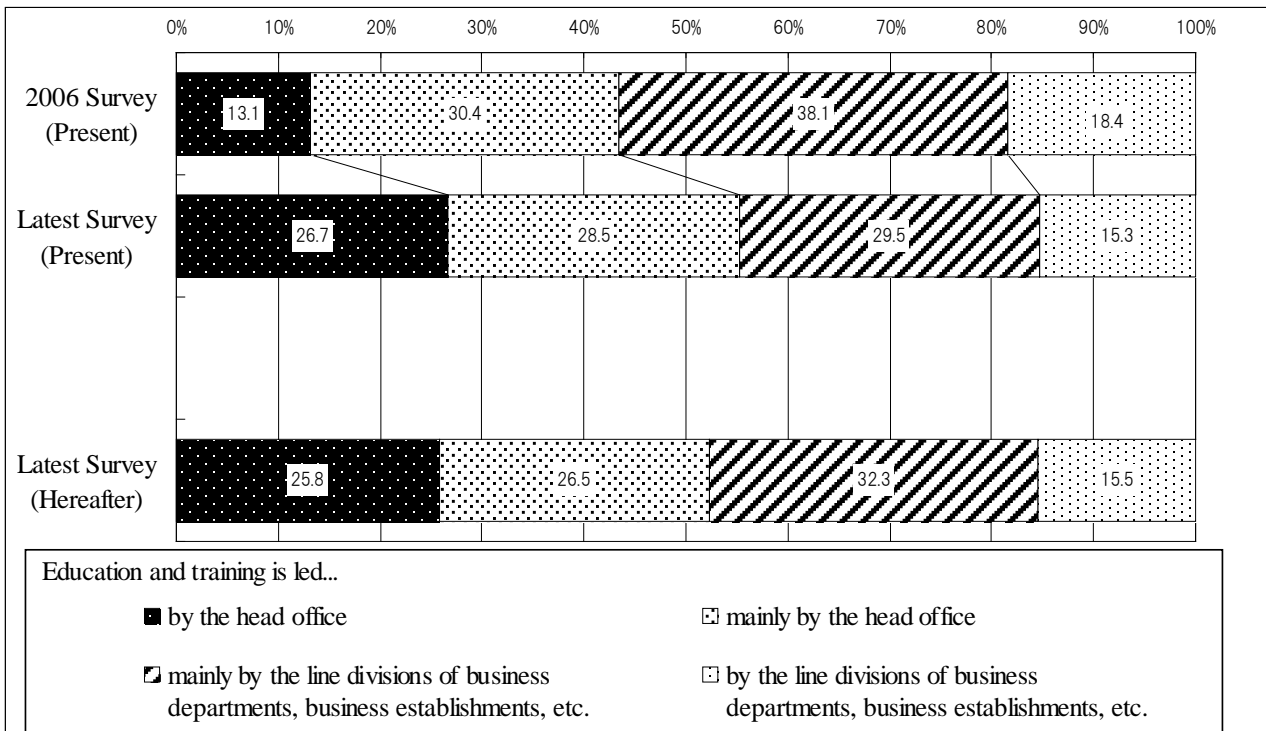 0% 10% 20% 30% 40% 50% 60% 70% 80% 90% 100%
2006 Survey
(Present)
13.1 30.4 38.1 18.4
Latest Survey
(Present)
26.7 28.5 29.5 15.3
Latest Survey
(Hereafter)
25.8 26.5 32.3 15.5
Education and training is led...
by the head office
mainly by the head office
mainly by the line divisions of business
departments, business establishments, etc.
by the line divisions of business
departments, business establishments, etc.